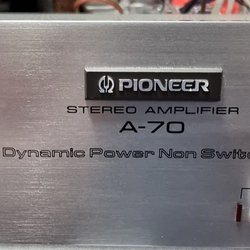 PIONEER
STEREO AMPLIFIER
A-70
Dynamic Power Non Switc